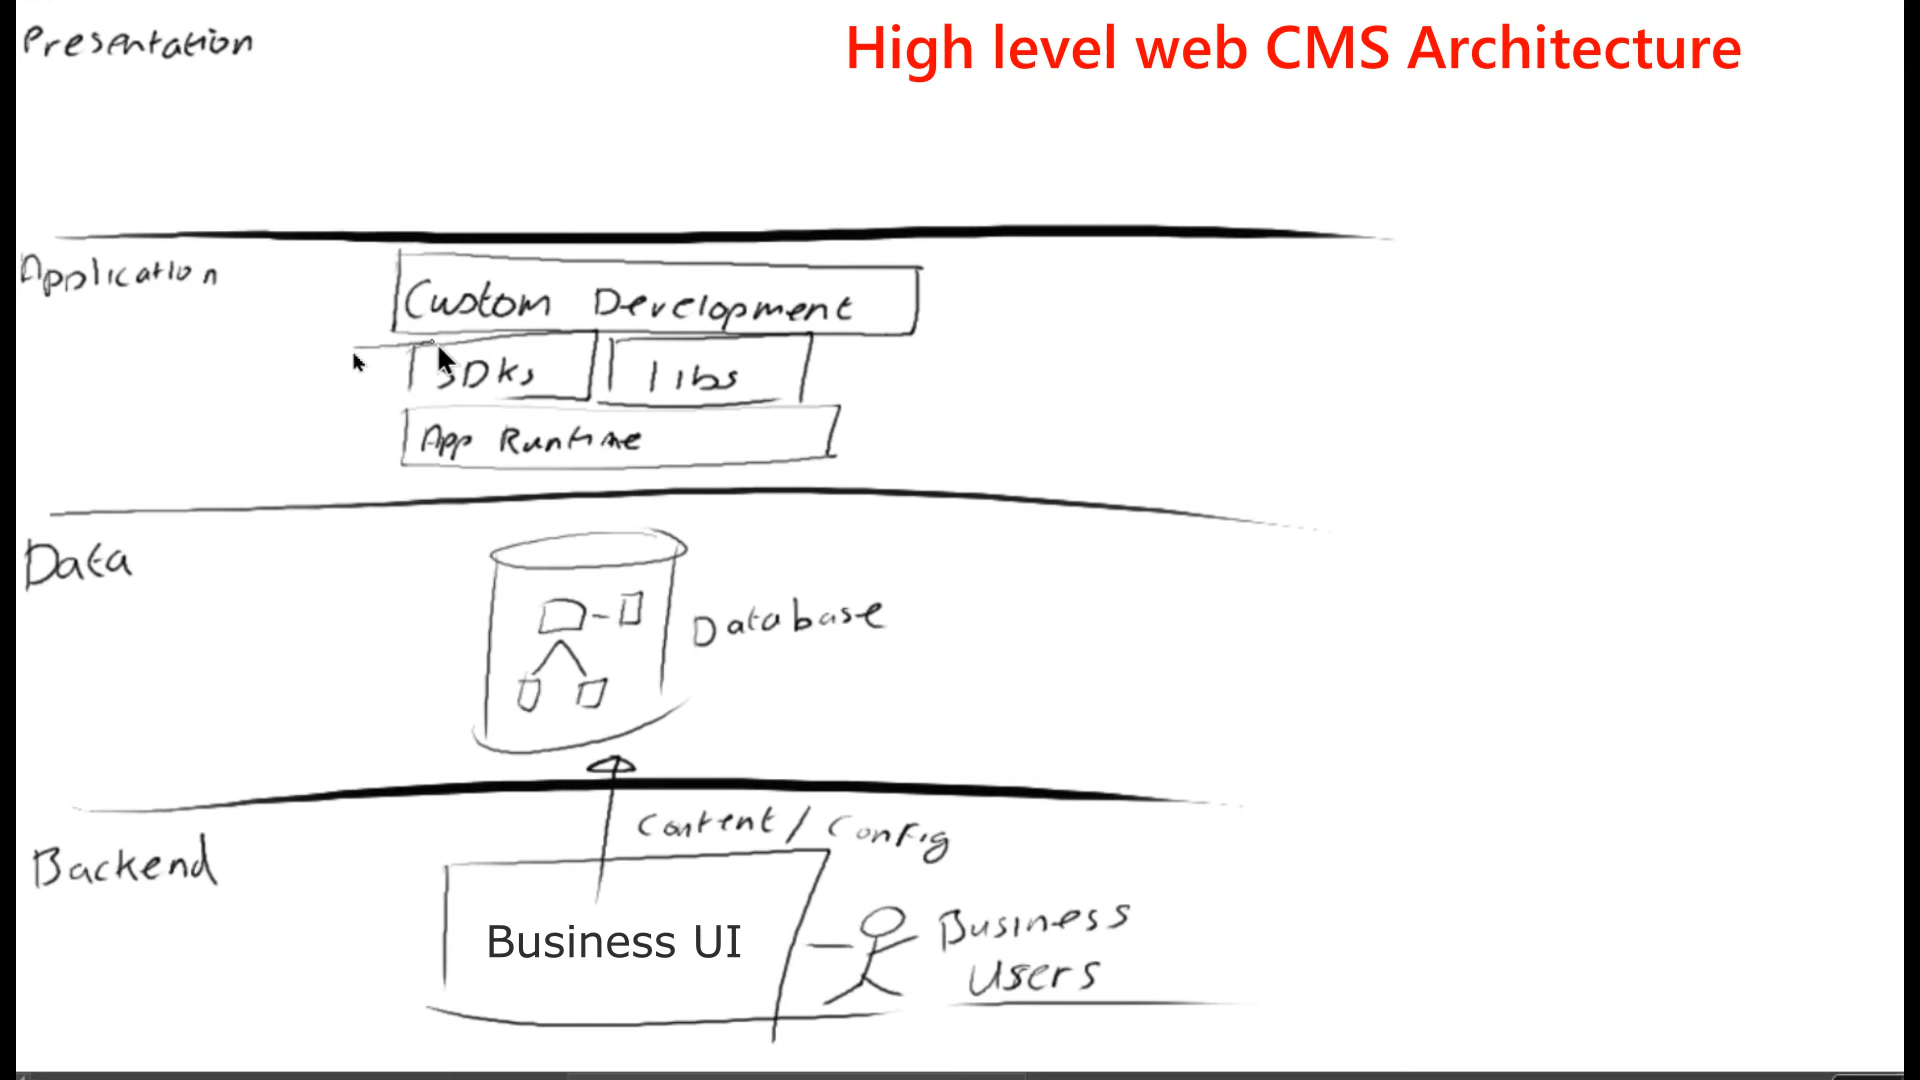 Presentation
High level web CMS Architecture
Application
Custom Development
SDKs
libs
App Runtime
Data
Database
Content / Config
Backend
Business UI
Business
Users